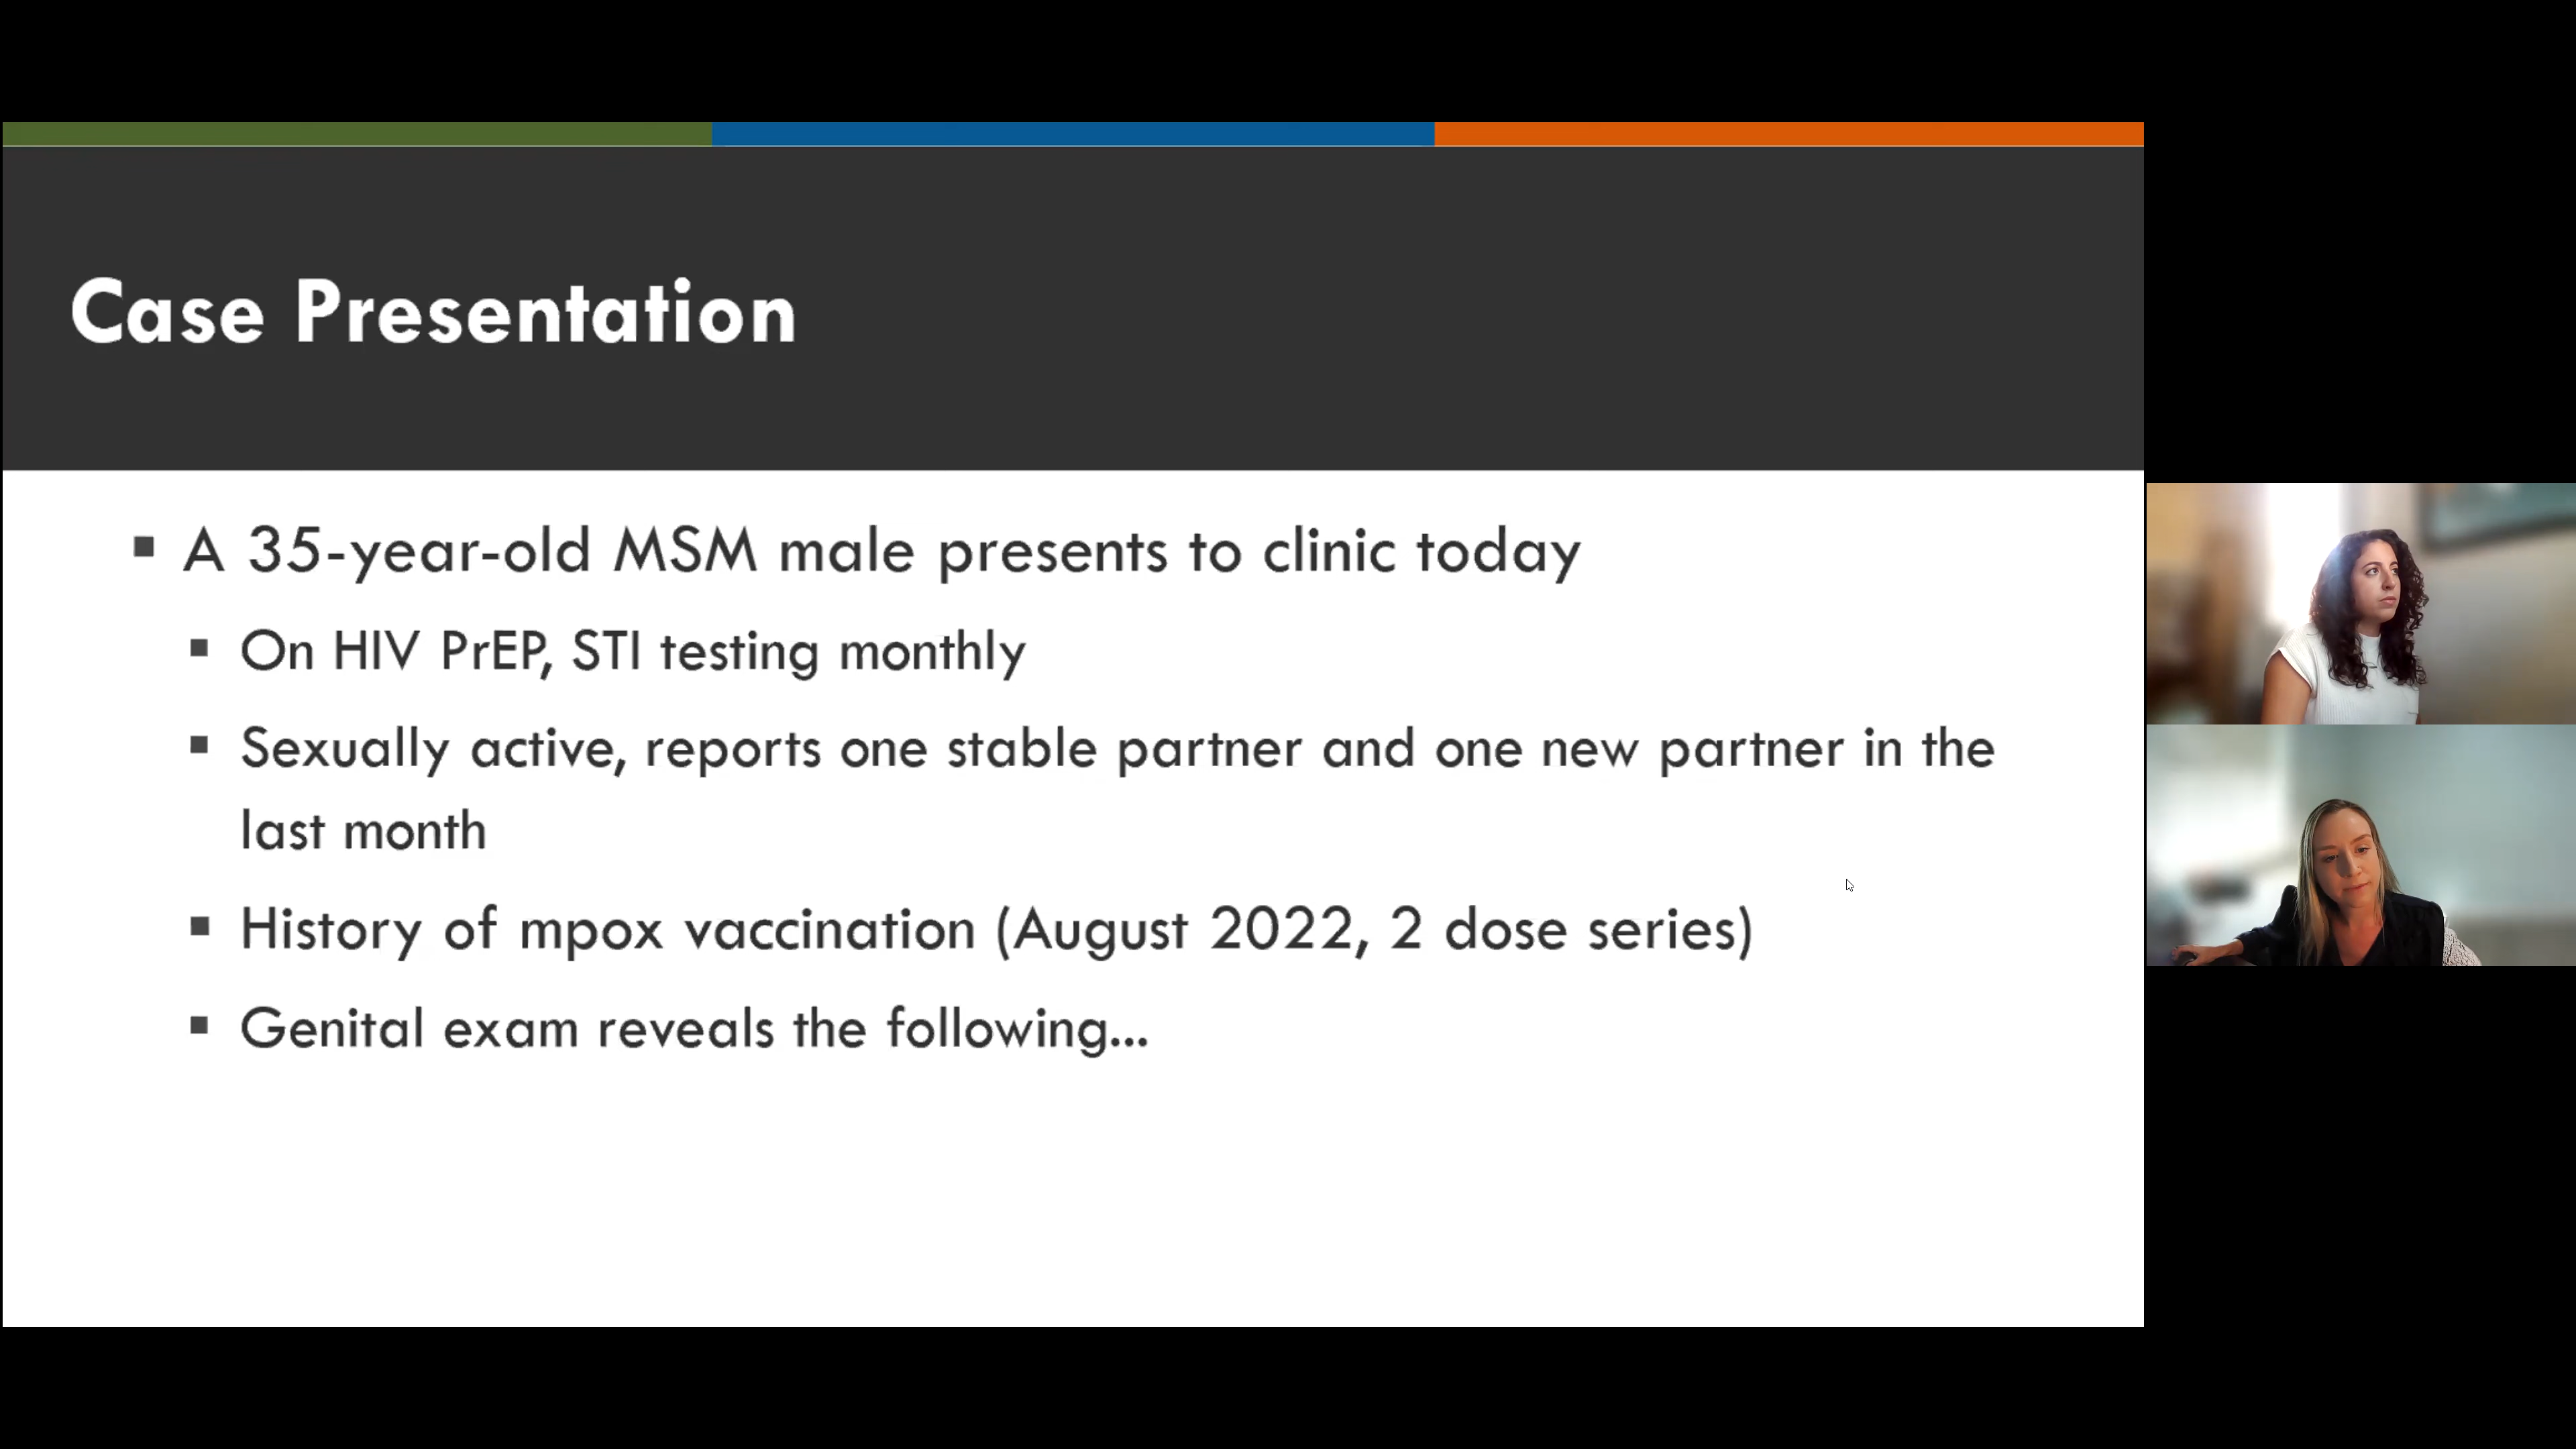 Case Presentation
A 35-year-old MSM male presents to clinic today
On HIV PrEP, STI testing monthly
Sexually active, reports one stable partner and one new partner in the
last month
History of mpox vaccination (August 2022, 2 dose series)
Genital exam reveals the following...